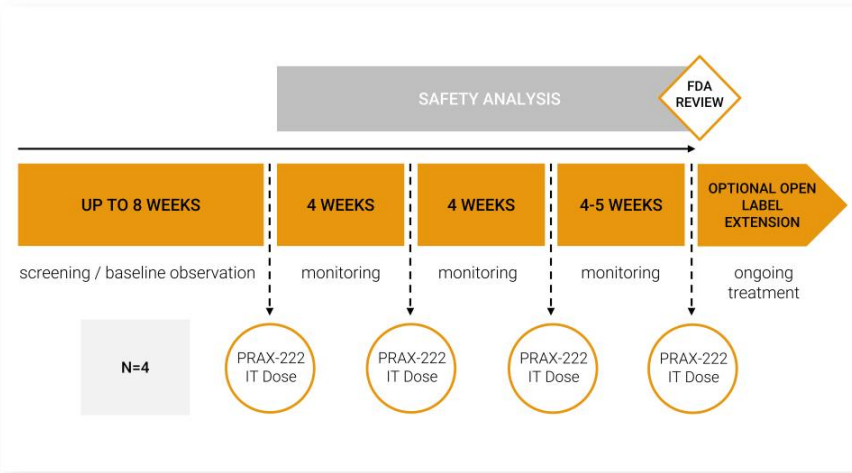 SAFETY ANALYSIS
FDA
REVIEW
UP TO 8 WEEKS
4 WEEKS
4 WEEKS
4-5 WEEKS
OPTIONAL OPEN
LABEL
EXTENSION
screening / baseline observation
monitoring
monitoring
monitoring
ongoing
treatment
N=4
PRAX-222
IT Dose
PRAX-222
IT Dose
PRAX-222
IT Dose
PRAX-222
IT Dose